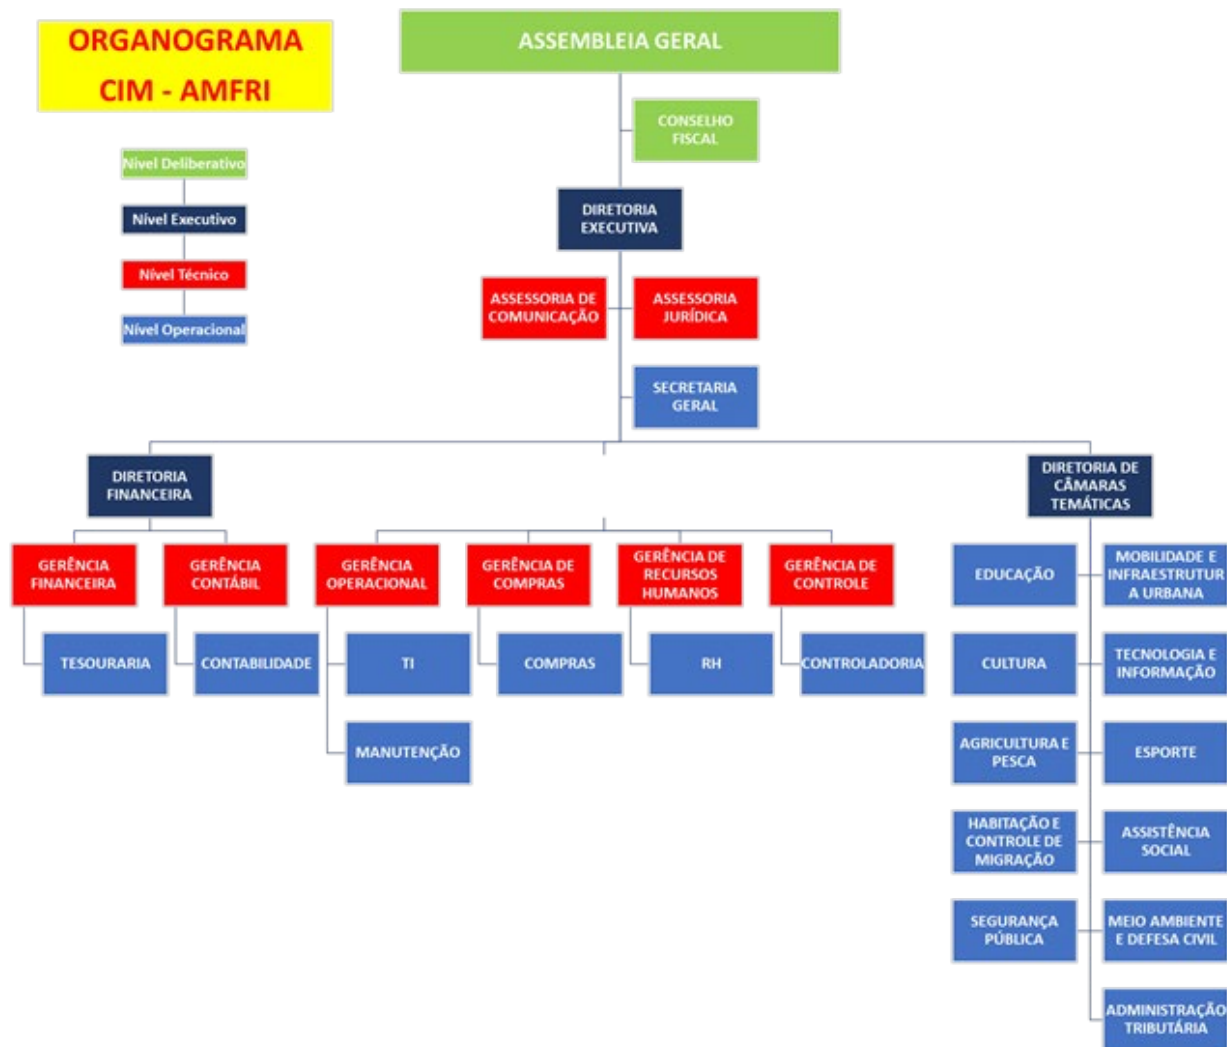 ORGANOGRAMA
CIM - AMFRI
ASSEMBLEIA GERAL
CONSELHO
FISCAL
Nível Deliberativo
Nível Executivo
Nível Técnico
Nível Operacional
DIRETORIA
EXECUTIVA
ASSESSORIA DE
COMUNICAÇÃO
ASSESSORIA
JURÍDICA
SECRETARIA
GERAL
DIRETORIA
FINANCEIRA
DIRETORIA DE
CÂMARAS
TEMÁTICAS
GERÊNCIA
FINANCEIRA
GERÊNCIA
CONTÁBIL
GERÊNCIA
OPERACIONAL
GERÊNCIA DE
COMPRAS
GERÊNCIA DE
RECURSOS
HUMANOS
GERÊNCIA DE
CONTROLE
TESOURARIA
CONTABILIDADE
TI
COMPRAS
RH
CONTROLADORIA
MANUTENÇÃO
EDUCAÇÃO
MOBILIDADE E
INFRAESTRUTUR
A URBANA
CULTURA
TECNOLOGIA E
INFORMAÇÃO
AGRICULTURA E
PESCA
ESPORTE
HABITAÇÃO E
CONTROLE DE
MIGRAÇÃO
ASSISTÊNCIA
SOCIAL
SEGURANÇA
PÚBLICA
MEIO AMBIENTE
E DEFESA CIVIL
ADMINISTRAÇÃO
TRIBUTÁRIA